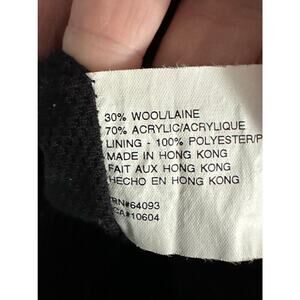 30% WOOL/LAINE
70% ACRYLIC/ACRYLIQUE
LINING - 100% POLYESTER/P
MADE IN HONG KONG
FAIT AUX HONG KONG
HECHO EN HONG KONG
RN#64093
CA#10604